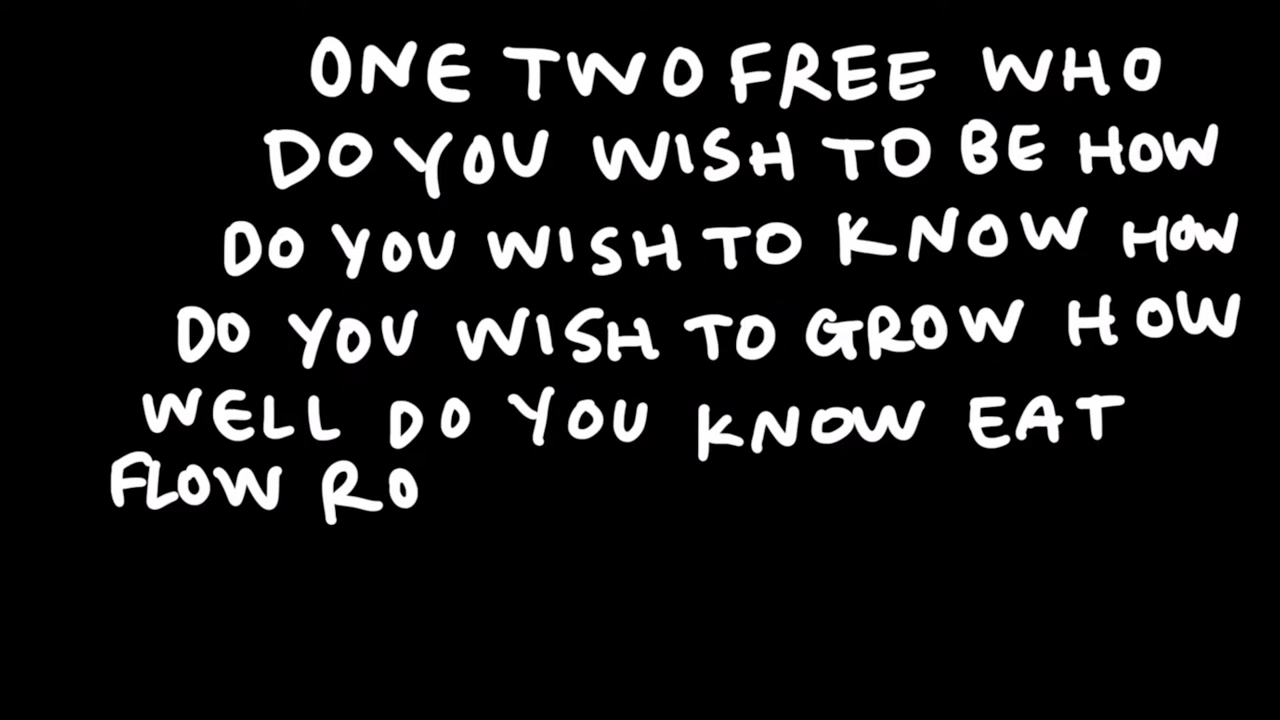 ONE TWO FREE WHO
DO YOU WISH TO BE HOW
DO YOU WISH TO KNOW HOW
DO YOU WISH TO GROW HOW
WELL DO YOU KNOW EAT
FLOW RO